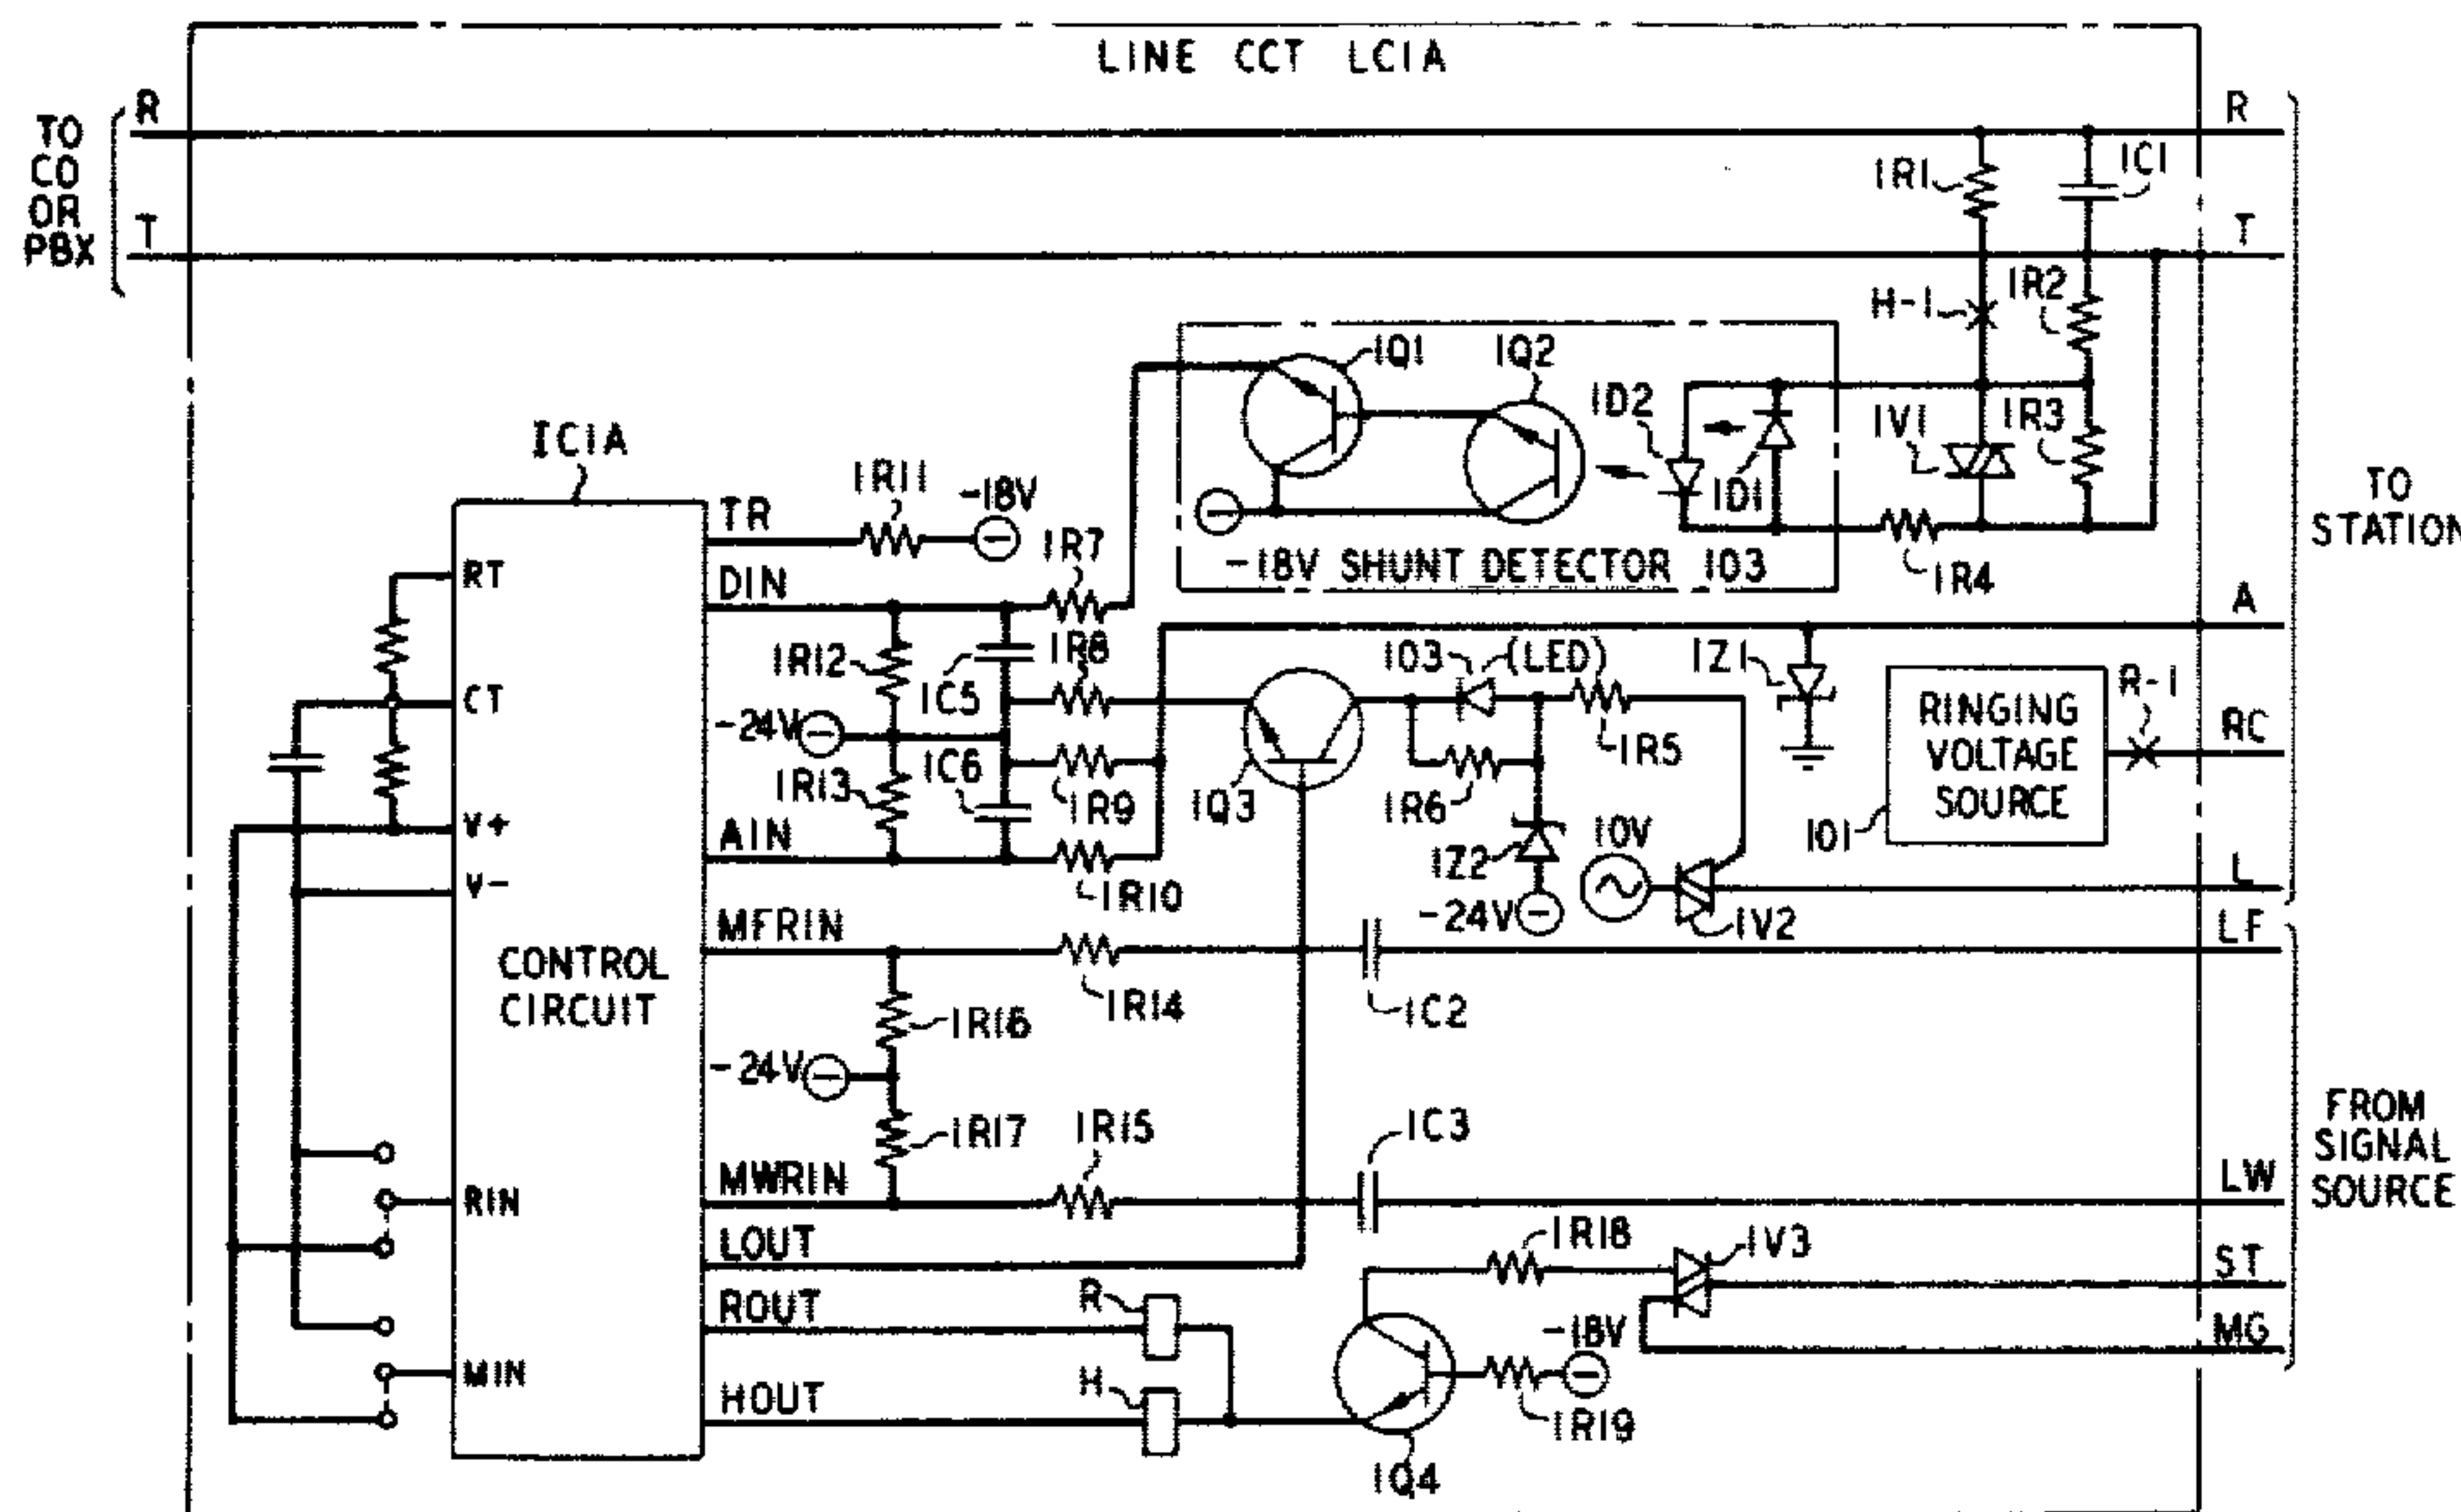 LINE CCT LC1A
TO
CO
OR
PBX
R
T
R
T
1R1
1C1
H-1
1R2
1Q1
1Q2
1D2
1D1
1V1
1R3
1R4
-18V SHUNT DETECTOR 103
TO
STATION
IC1A
TR
1R11
-18V
DIN
1R7
RT
CT
V+
V-
1R12
1C5
1R8
-24V
1R13
1C6
1R9
AIN
1R10
103
(LED)
1Z1
A
1Q3
1R6
1R5
1Z2
-24V
10V
1V2
RINGING
VOLTAGE
SOURCE
101
R-1
RC
L
LF
MFRIN
1R14
1C2
CONTROL
CIRCUIT
1R16
-24V
1R17
1R15
1C3
MWRIN
LW
FROM
SIGNAL
SOURCE
RIN
LOUT
1R18
1V3
ST
ROUT
R
-18V
MG
MIN
HOUT
H
1R19
1Q4